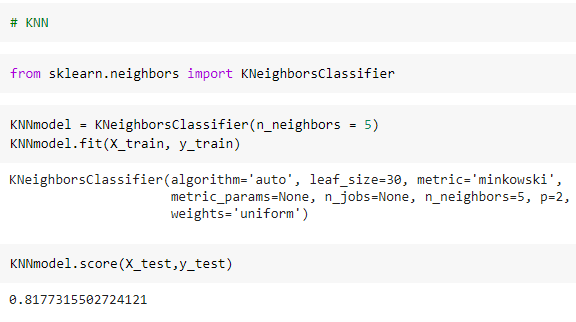 # KNN
from sklearn.neighbors import KNeighborsClassifier
KNNmodel = KNeighborsClassifier(n_neighbors = 5)
KNNmodel.fit(X_train, y_train)
KNeighborsClassifier(algorithm='auto', leaf_size=30, metric='minkowski',
metric_params=None, n_jobs=None, n_neighbors=5, p=2,
weights='uniform')
KNNmodel.score(X_test,y_test)
0.8177315502724121